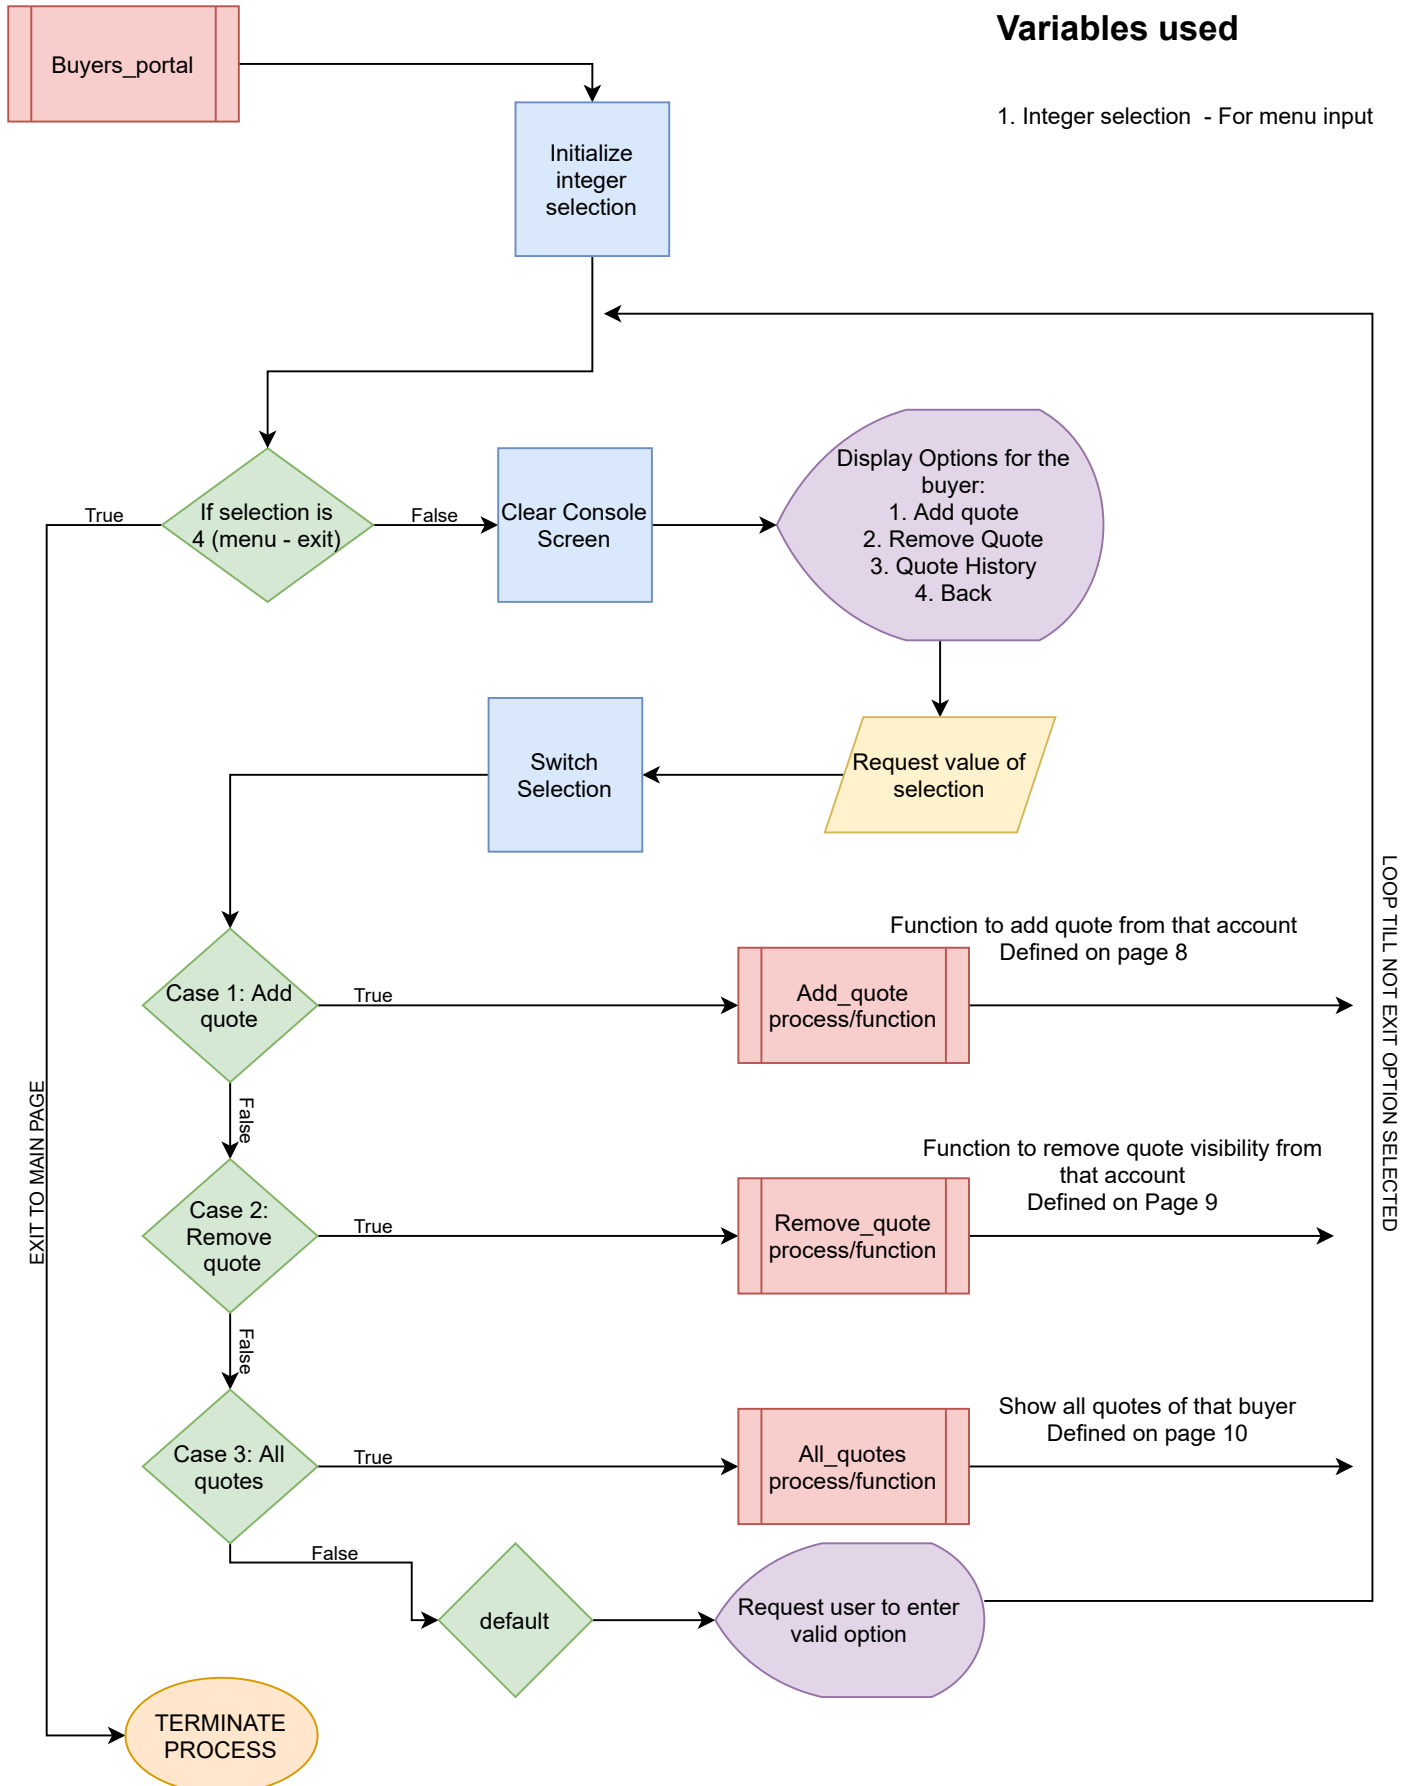 Variables used
Buyers_portal
1. Integer selection - For menu input
Initialize
integer
selection
Display Options for the
buyer:
1. Add quote
2. Remove Quote
3. Quote History
4. Back
True
If selection is
4 (menu - exit)
False
Clear Console
Screen
Switch
Selection
Request value of
selection
LOOP TILL NOT EXIT OPTION SELECTED
Function to add quote from that account
Defined on page 8
Case 1: Add
quote
True
Add_quote
process/function
False
EXIT TO MAIN PAGE
Function to remove quote visibility from
that account
Defined on Page 9
Case 2:
Remove
quote
True
Remove_quote
process/function
False
Show all quotes of that buyer
Defined on page 10
Case 3: All
quotes
True
All_quotes
process/function
False
default
Request user to enter
valid option
TERMINATE
PROCESS